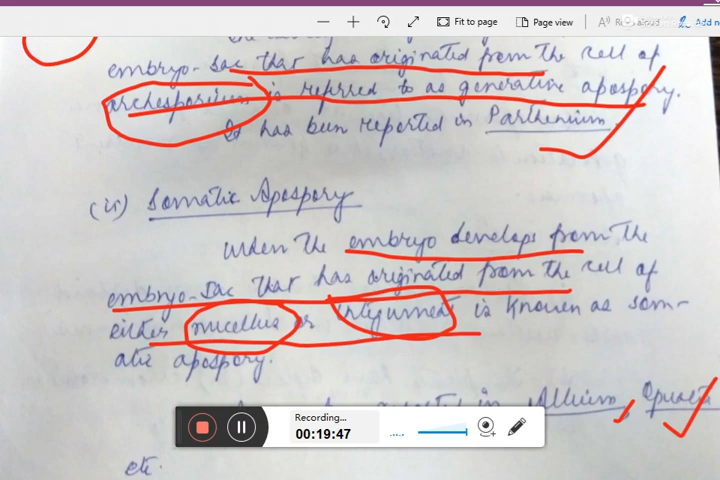 Fit to page
Page view
Add no
embryo-sac that has originated from the cell of
archesporium is referred to as generative apospory.
It has been reported in Parthenium.
(ii) Somatic Apospory
When the embryo develops from the
embryo-sac that has originated from the cell of
either nucellus or integument is known as som-
atic apospory.
in Allium,
etc.
Recording...
00:19:47